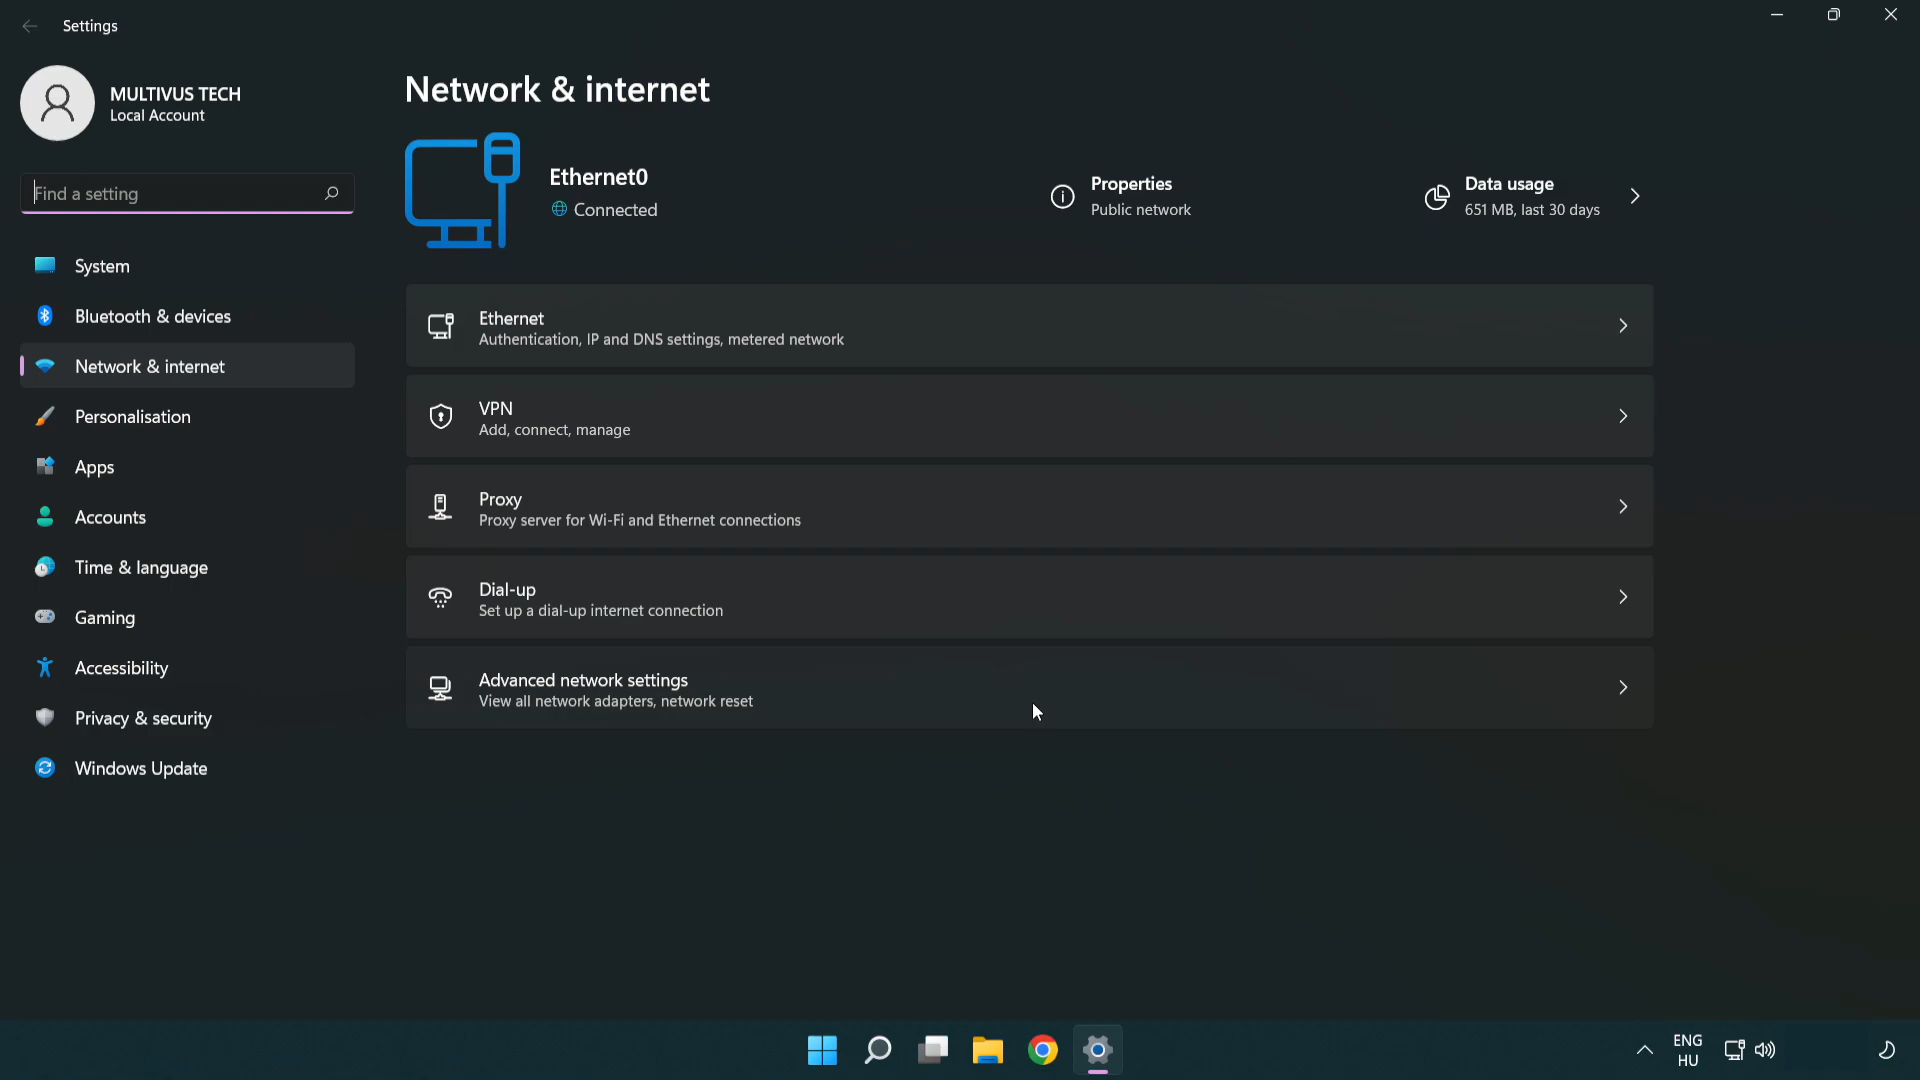 Settings
MULTIVUS TECH
Local Account
Find a setting
System
Bluetooth & devices
Network & internet
Personalisation
Apps
Accounts
Time & language
Gaming
Accessibility
Privacy & security
Windows Update
Network & internet
Ethernet0
Connected
Properties
Public network
Data usage
651 MB, last 30 days
Ethernet
Authentication, IP and DNS settings, metered network
VPN
Add, connect, manage
Proxy
Proxy server for Wi-Fi and Ethernet connections
Dial-up
Set up a dial-up internet connection
Advanced network settings
View all network adapters, network reset
ENG
HU